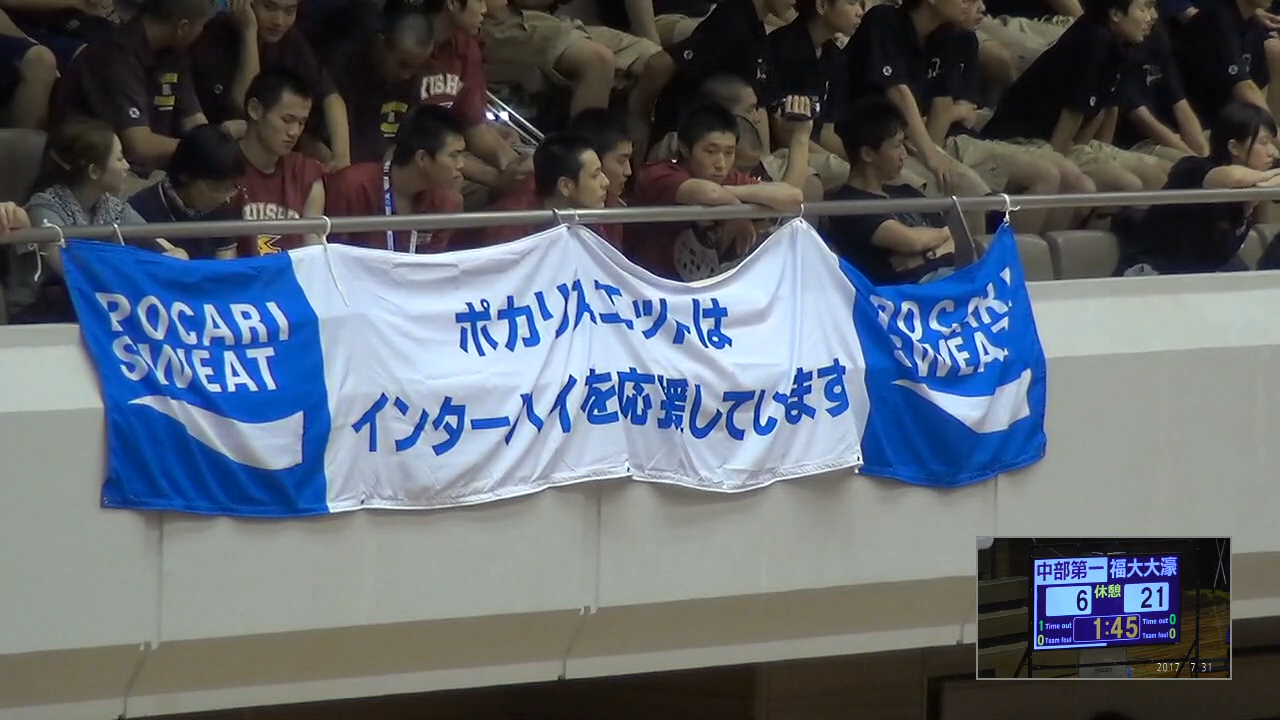 POCARI
SWEAT
ポカリスエットは
インターハイを応援しています
POCARI
SWEAT
中部第一 福大大濠
6 休憩 21
1 Time out 1:45 Time out 0
0 Team foul Team foul 0
2017 7.31